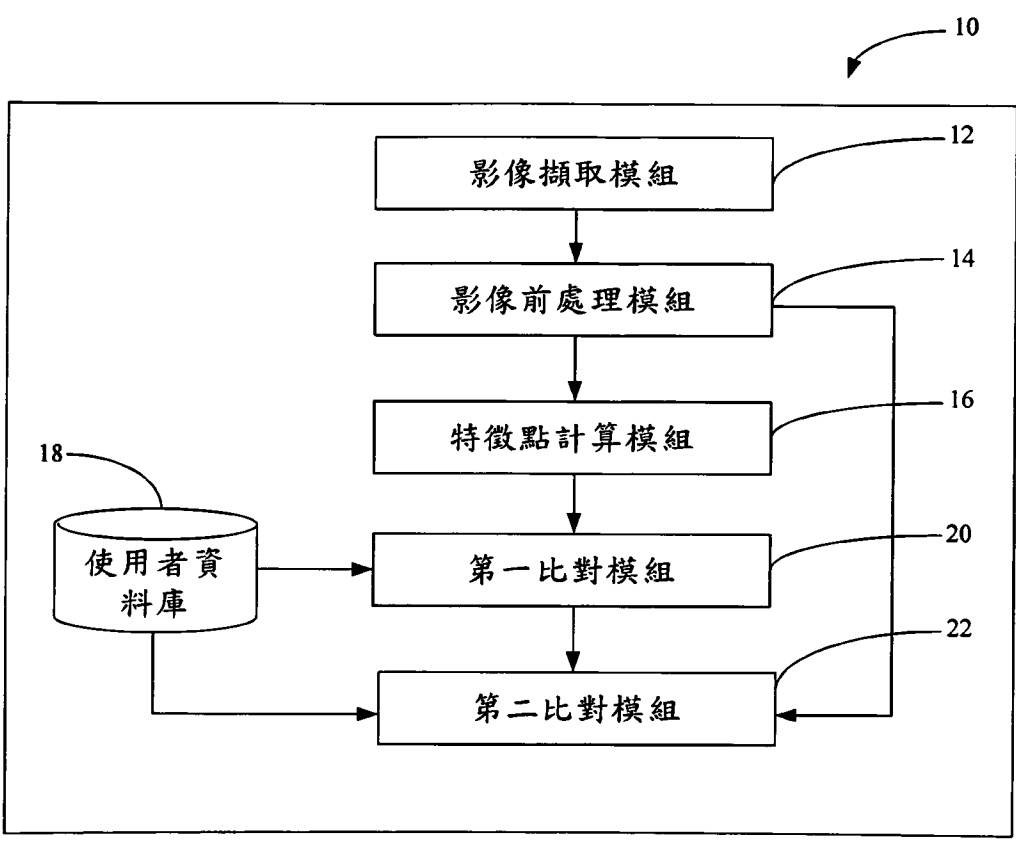 10
影像擷取模組
12
影像前處理模組
14
特徵點計算模組
16
18
使用者資
料庫
第一比對模組
20
第二比對模組
22